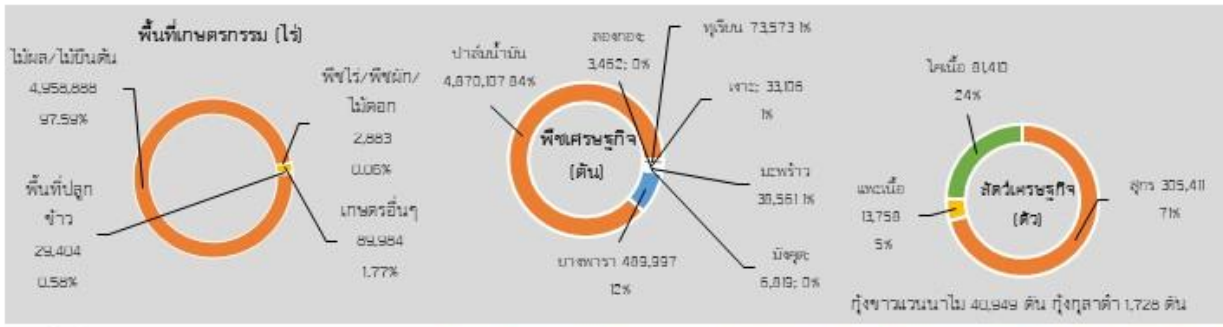 พื้นที่เกษตรกรรม (ไร่)
ไม้ผล/ไม้ยืนต้น
4,958,888
97.59%
พืชไร่/พืชผัก/
ไม้ดอก
2,883
0.06%
พื้นที่ปลูก
ข้าว
29,404
0.58%
เกษตรอื่นๆ
89,984
1.77%
พืชเศรษฐกิจ
(ตัน)
ปาล์มน้ำมัน
4,870,107 84%
ลองกอง;
3,462; 0%
ทุเรียน 73,573 1%
เงาะ; 33,106
1%
มะพร้าว
38,561 1%
มังคุด;
6,819; 0%
ยางพารา 489,997
12%
สัตว์เศรษฐกิจ
(ตัว)
โคเนื้อ 81,410
24%
แพะเนื้อ
13,758
5%
สุกร 305,411
71%
กุ้งขาวแวนนาไม 40,949 ตัน กุ้งกุลาดำ 1,728 ตัน